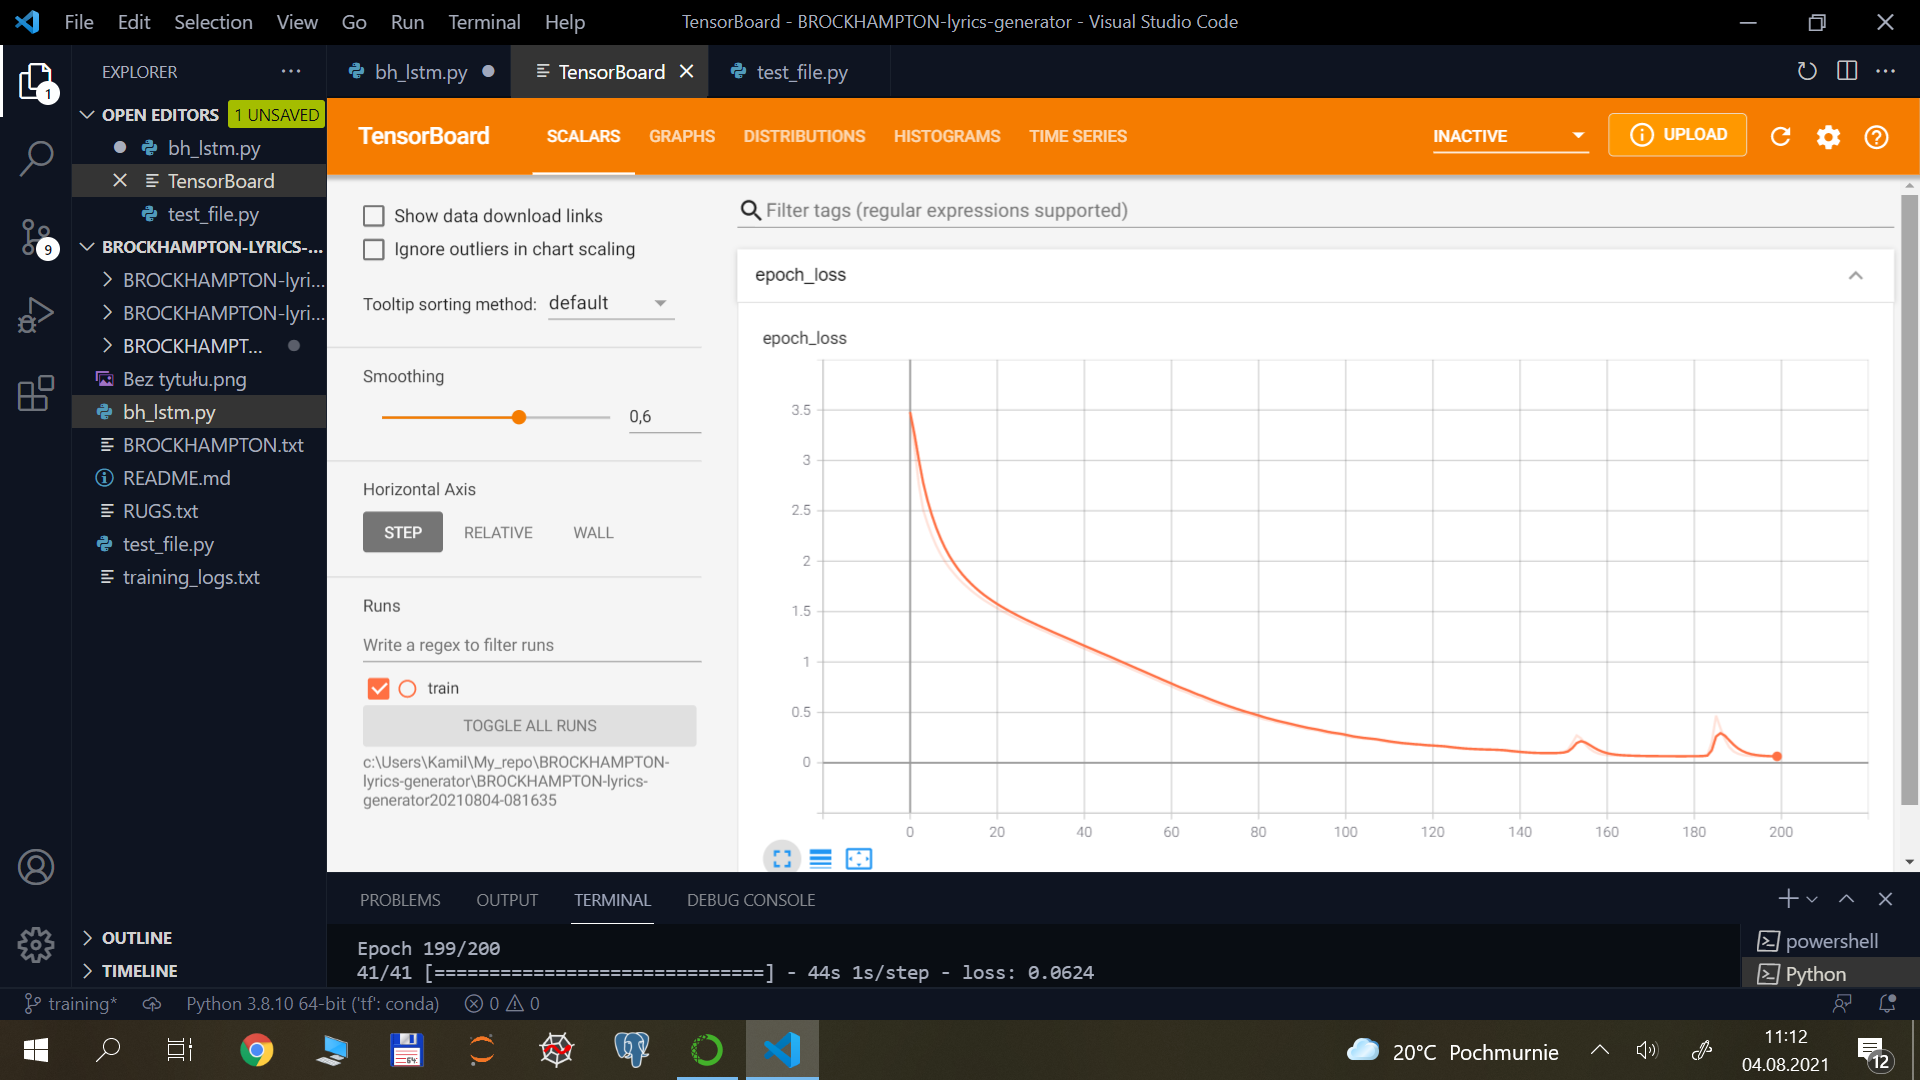 File Edit Selection View Go Run Terminal Help
TensorBoard - BROCKHAMPTON-lyrics-generator - Visual Studio Code
EXPLORER
1
9
OPEN EDITORS 1 UNSAVED
bh_lstm.py
TensorBoard
test_file.py
BROCKHAMPTON-LYRICS-...
BROCKHAMPTON-lyri...
BROCKHAMPTON-lyri...
BROCKHAMPT...
Bez tytułu.png
bh_lstm.py
BROCKHAMPTON.txt
README.md
RUGS.txt
test_file.py
training_logs.txt
OUTLINE
TIMELINE
bh_lstm.py TensorBoard test_file.py
TensorBoard SCALARS GRAPHS DISTRIBUTIONS HISTOGRAMS TIME SERIES INACTIVE UPLOAD
Show data download links
Ignore outliers in chart scaling
Tooltip sorting method: default
Smoothing
0,6
Horizontal Axis
STEP RELATIVE WALL
Runs
Write a regex to filter runs
train
TOGGLE ALL RUNS
c:\Users\Kamil\My_repo\BROCKHAMPTON-
lyrics-generator\BROCKHAMPTON-lyrics-
generator20210804-081635
Filter tags (regular expressions supported)
epoch_loss
epoch_loss
3.5
3
2.5
2
1.5
1
0.5
0
0 20 40 60 80 100 120 140 160 180 200
PROBLEMS OUTPUT TERMINAL DEBUG CONSOLE
Epoch 199/200
41/41 [==============================] - 44s 1s/step - loss: 0.0624
powershell
Python
training* Python 3.8.10 64-bit ('tf': conda) 0 0
64
20°C Pochmurnie
11:12
04.08.2021
12